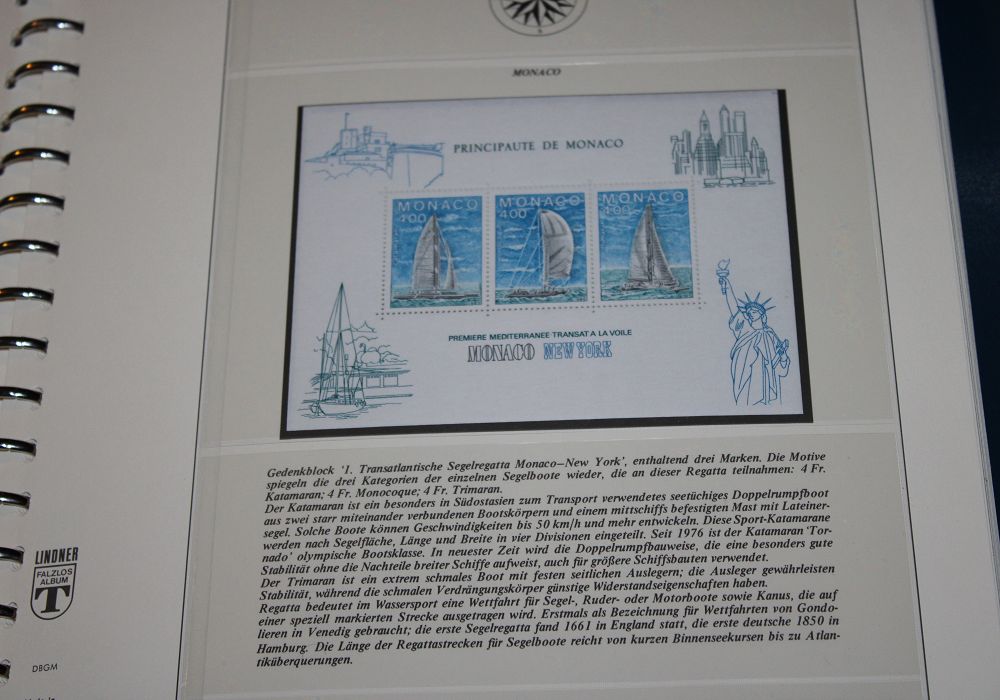 MONACO
PRINCIPAUTE DE MONACO
MONACO
4.00
MONACO
4.00
MONACO
4.00
PREMIERE MEDITERRANEE TRANSAT A LA VOILE
MONACO NEW YORK
Gedenkblock '1. Transatlantische Segelregatta Monaco–New York', enthaltend drei Marken. Die Motive
spiegeln die drei Kategorien der einzelnen Segelboote wieder, die an dieser Regatta teilnahmen: 4 Fr.
Katamaran; 4 Fr. Monocoque; 4 Fr. Trimaran.
Der Katamaran ist ein besonders in Südostasien zum Transport verwendetes seetüchiges Doppelrumpfboot
aus zwei starr miteinander verbundenen Bootskörpern und einem mittschiffs befestigten Mast mit Lateiner-
segel. Solche Boote können Geschwindigkeiten bis 50 km/h und mehr entwickeln. Diese Sport-Katamarane
werden nach Segelfläche, Länge und Breite in vier Divisionen eingeteilt. Seit 1976 ist der Katamaran 'Tor-
nado' olympische Bootsklasse. In neuester Zeit wird die Doppelrumpfbauweise, die eine besonders gute
Stabilität ohne die Nachteile breiter Schiffe aufweist, auch für größere Schiffsbauten verwendet.
Der Trimaran ist ein extrem schmales Boot mit festen seitlichen Auslegern; die Ausleger gewährleisten
Stabilität, während die schmalen Verdrängungskörper günstige Widerstandseigenschaften haben.
Regatta bedeutet im Wassersport eine Wettfahrt für Segel-, Ruder- oder Motorboote sowie Kanus, die auf
einer speziell markierten Strecke ausgetragen wird. Erstmals als Bezeichnung für Wettfahrten von Gondo-
lieren in Venedig gebraucht; die erste Segelregatta fand 1661 in England statt, die erste deutsche 1850 in
Hamburg. Die Länge der Regattastrecken für Segelboote reicht von kurzen Binnenseekursen bis zu Atlan-
tiküberquerungen.
LINDNER
FALZLOS
ALBUM
T
DBGM